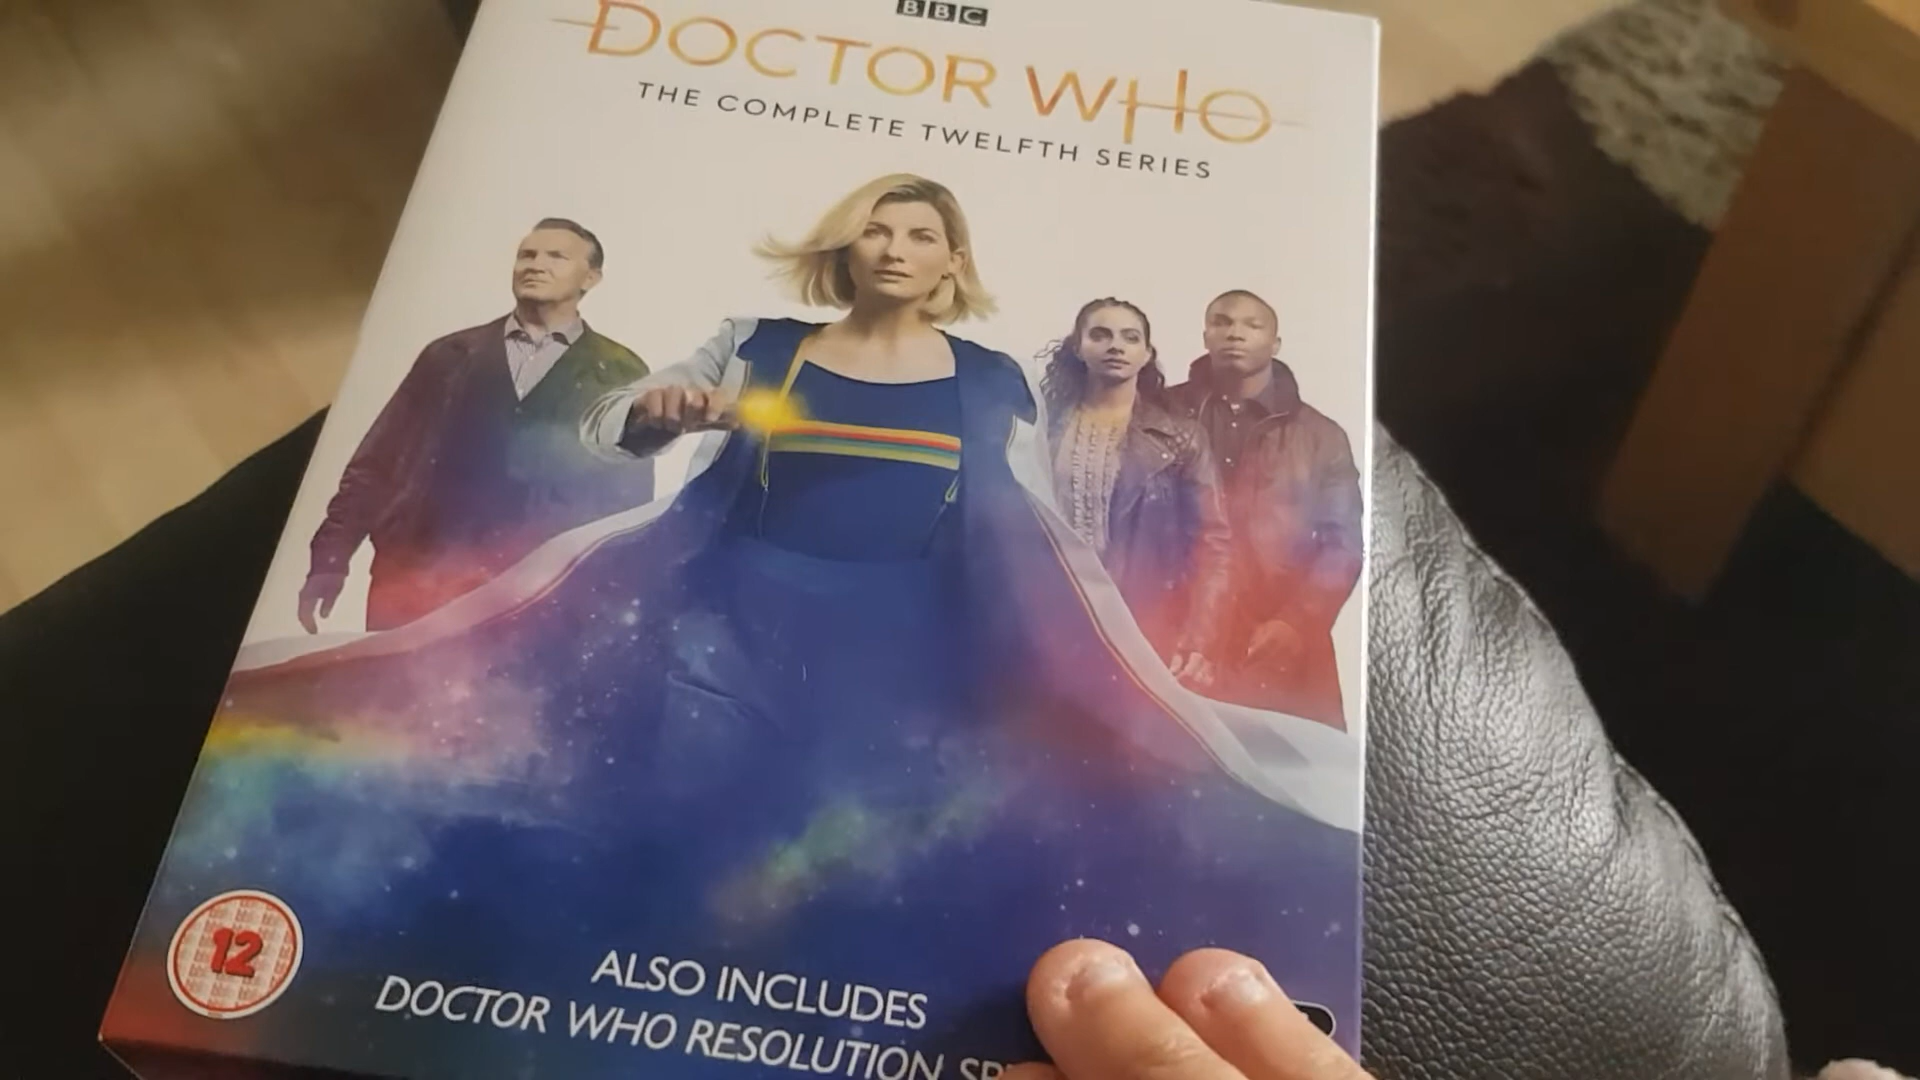 BBC
DOCTOR WHO
THE COMPLETE TWELFTH SERIES
12
ALSO INCLUDES
DOCTOR WHO RESOLUTION